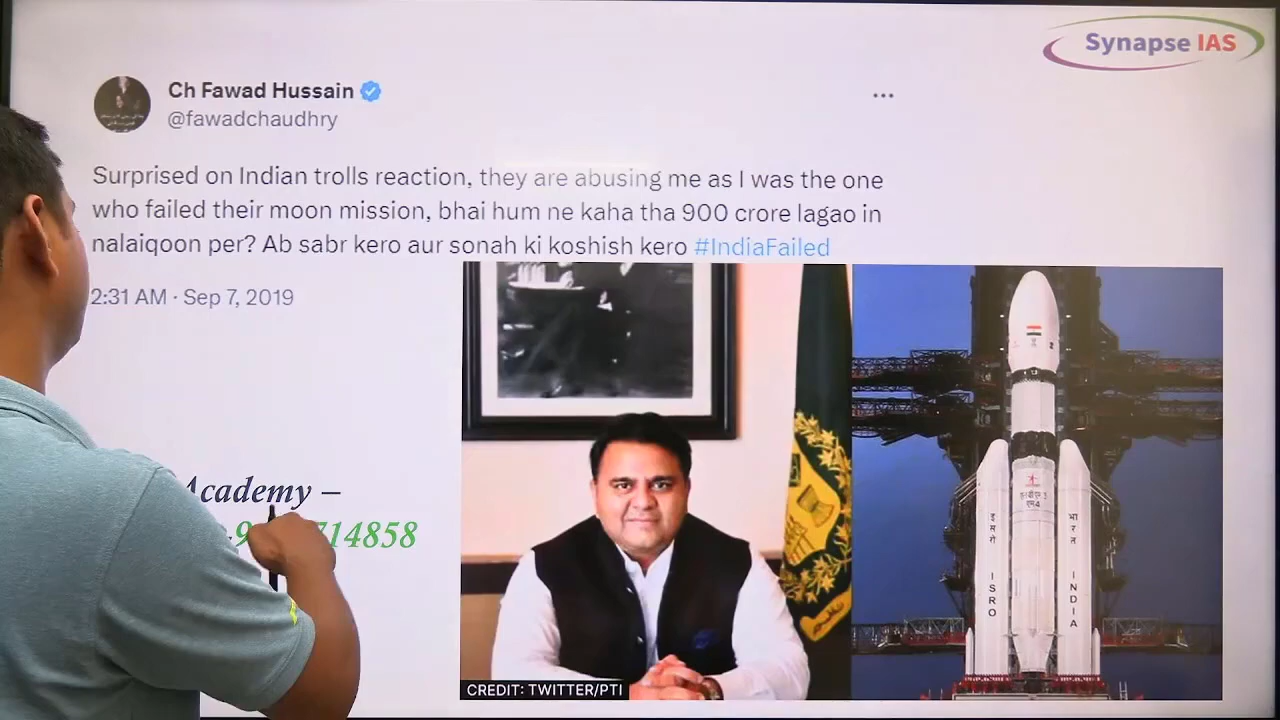 Synapse IAS
Ch Fawad Hussain
@fawadchaudhry
Surprised on Indian trolls reaction, they are abusing me as I was the one
who failed their moon mission, bhai hum ne kaha tha 900 crore lagao in
nalaiqoon per? Ab sabr kero aur sonah ki koshish kero #IndiaFailed
2:31 AM · Sep 7, 2019
Academy –
714858
इसरो
ISRO
भारत
INDIA
CREDIT: TWITTER/PTI